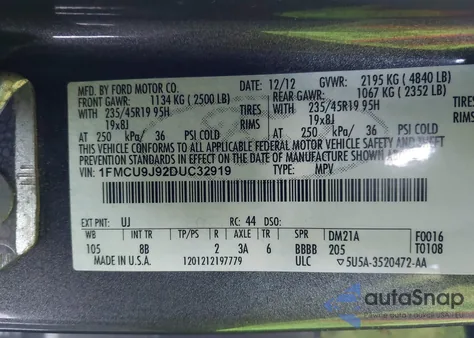 MFD. BY FORD MOTOR CO. 12/12 GVWR: 2195 KG ( 4840 LB)
FRONT GAWR: 1134 KG ( 2500 LB) REAR GAWR: 1067 KG ( 2352 LB)
WITH 235/45R19 95H TIRES WITH 235/45R19 95H TIRES
19x8J RIMS 19x8J RIMS
AT 250 kPa/ 36 PSI COLD AT 250 kPa/ 36 PSI COLD
THIS VEHICLE CONFORMS TO ALL APPLICABLE FEDERAL MOTOR VEHICLE SAFETY AND THEFT PREVENTION STANDARDS IN EFFECT ON THE DATE OF MANUFACTURE SHOWN ABOVE.
VIN: 1FMCU9J92DUC32919 TYPE: MPV
EXT PNT: UJ RC: 44 DSO: F0016
WB INT TR R AXLE TR SPR DM21A T0108
105 BB 2 3A 6 BBBB 205
MADE IN U.S.A. 1201212197779 ULC 5U5A-3520472-AA
autoSnap